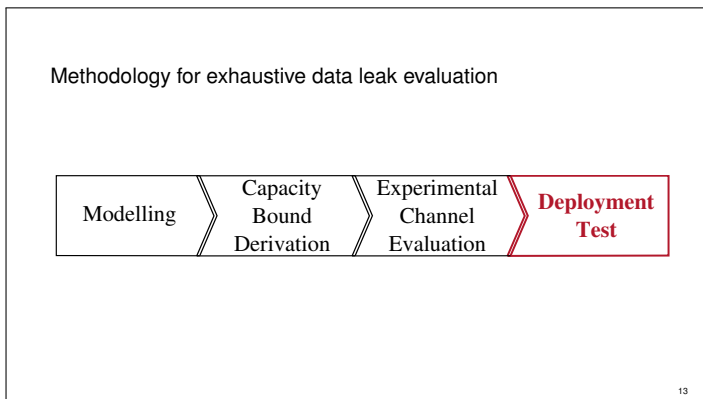 Methodology for exhaustive data leak evaluation
Modelling
Capacity
Bound
Derivation
Experimental
Channel
Evaluation
Deployment
Test
13